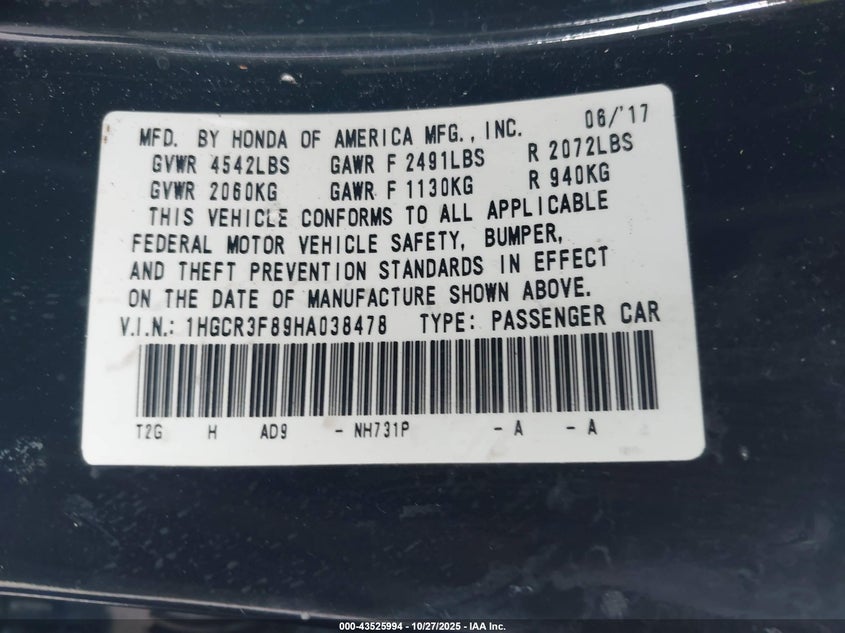 06/'17
MFD. BY HONDA OF AMERICA MFG., INC.
GVWR 4542LBS GAWR F 2491LBS R 2072LBS
GVWR 2060KG GAWR F 1130KG R 940KG
THIS VEHICLE CONFORMS TO ALL APPLICABLE
FEDERAL MOTOR VEHICLE SAFETY, BUMPER,
AND THEFT PREVENTION STANDARDS IN EFFECT
ON THE DATE OF MANUFACTURE SHOWN ABOVE.
V.I.N.: 1HGCR3F89HA038478 TYPE: PASSENGER CAR
T2G H AD9 - NH731P - A - A
000-43525994 | 10/27/2025 - IAA Inc.